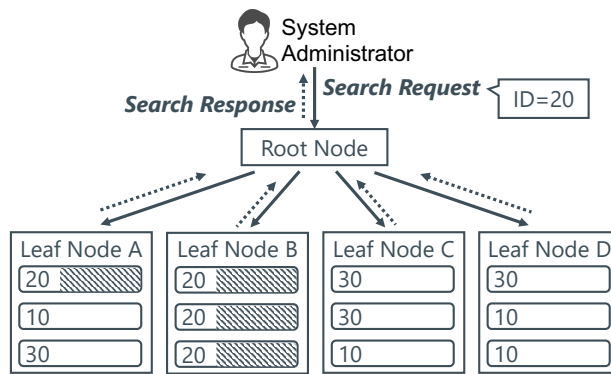 System
Administrator
Search Response
Search Request
ID=20
Root Node
Leaf Node A
20
10
30
Leaf Node B
20
20
20
Leaf Node C
30
30
10
Leaf Node D
30
10
10